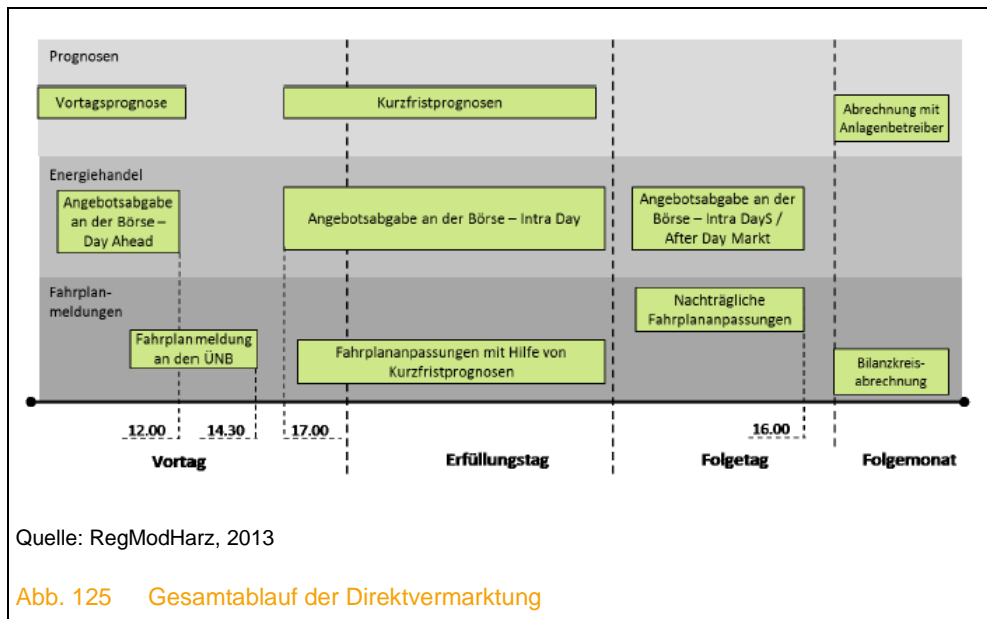 Prognosen
Vortagsprognose
Kurzfristprognosen
Abrechnung mit
Anlagenbetreiber
Energiehandel
Angebotsabgabe
an der Börse –
Day Ahead
Angebotsabgabe an der Börse – Intra Day
Angebotsabgabe an der
Börse – Intra DayS /
After Day Markt
Fahrplan-
meldungen
Fahrplanmeldung
an den ÜNB
Fahrplananpassungen mit Hilfe von
Kurzfristprognosen
Nachträgliche
Fahrplananpassungen
Bilanzkreis-
abrechnung
12.00 14.30 17.00 16.00
Vortag Erfüllungstag Folgetag Folgemonat
Quelle: RegModHarz, 2013
Abb. 125 Gesamtablauf der Direktvermarktung